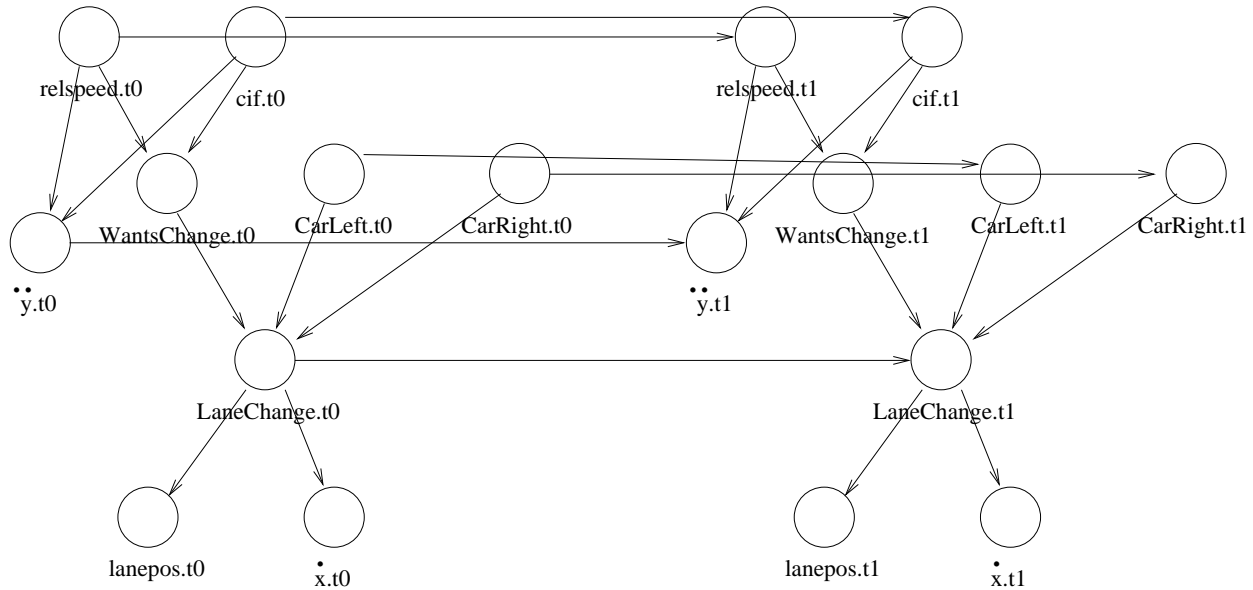 relspeed.t0
cif.t0
relspeed.t1
cif.t1
WantsChange.t0
CarLeft.t0
CarRight.t0
WantsChange.t1
CarLeft.t1
CarRight.t1
ÿ.t0
ÿ.t1
LaneChange.t0
LaneChange.t1
lanepos.t0
ẋ.t0
lanepos.t1
ẋ.t1